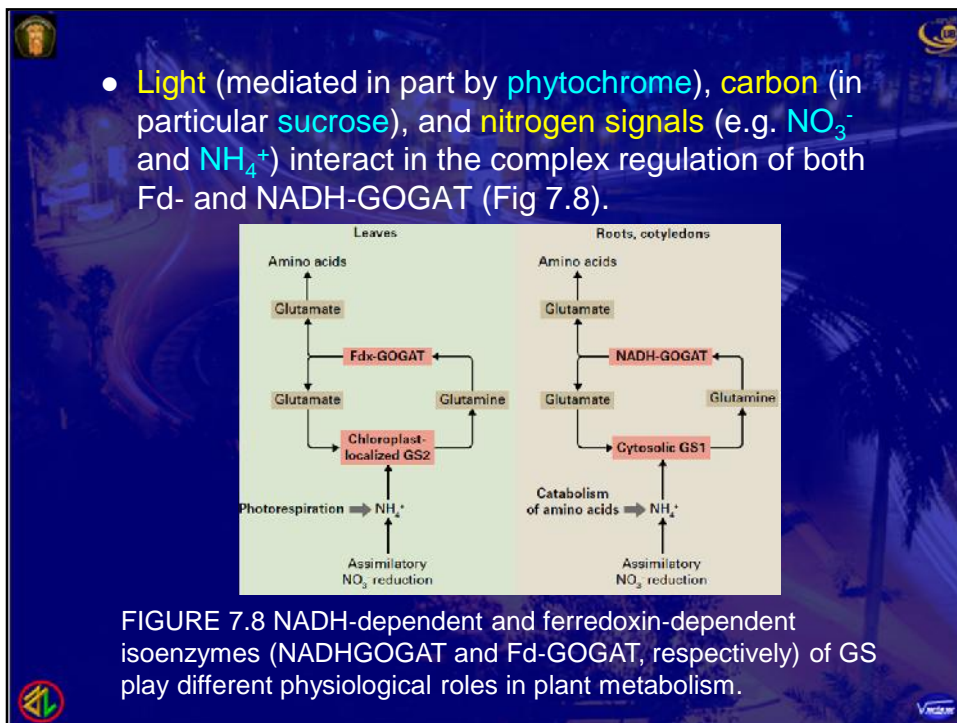 ● Light (mediated in part by phytochrome), carbon (in
particular sucrose), and nitrogen signals (e.g. NO₃⁻
and NH₄⁺) interact in the complex regulation of both
Fd- and NADH-GOGAT (Fig 7.8).
Leaves
Amino acids
Glutamate
Fdx-GOGAT
Glutamate
Glutamine
Chloroplast-
localized GS2
Photorespiration
NH₄⁺
Assimilatory
NO₃⁻ reduction
Roots, cotyledons
Amino acids
Glutamate
NADH-GOGAT
Glutamate
Glutamine
Cytosolic GS1
Catabolism
of amino acids
NH₄⁺
Assimilatory
NO₃⁻ reduction
FIGURE 7.8 NADH-dependent and ferredoxin-dependent
isoenzymes (NADHGOGAT and Fd-GOGAT, respectively) of GS
play different physiological roles in plant metabolism.